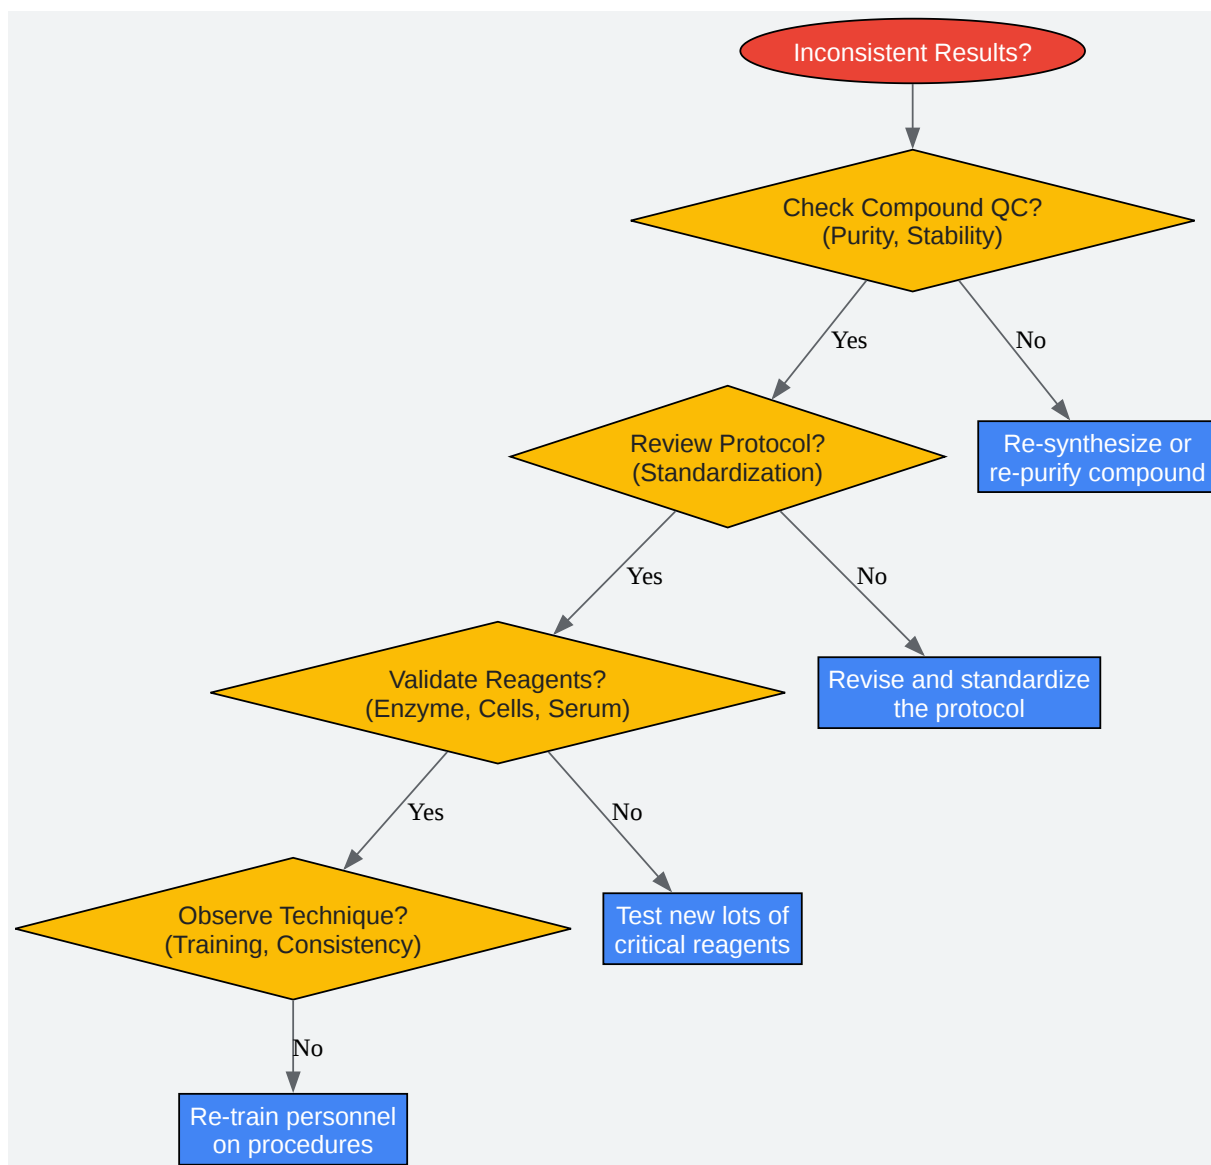 Inconsistent Results?
Check Compound QC?
(Purity, Stability)
Yes
No
Review Protocol?
(Standardization)
Re-synthesize or
re-purify compound
Yes
No
Validate Reagents?
(Enzyme, Cells, Serum)
Revise and standardize
the protocol
Yes
No
Observe Technique?
(Training, Consistency)
Test new lots of
critical reagents
No
Re-train personnel
on procedures